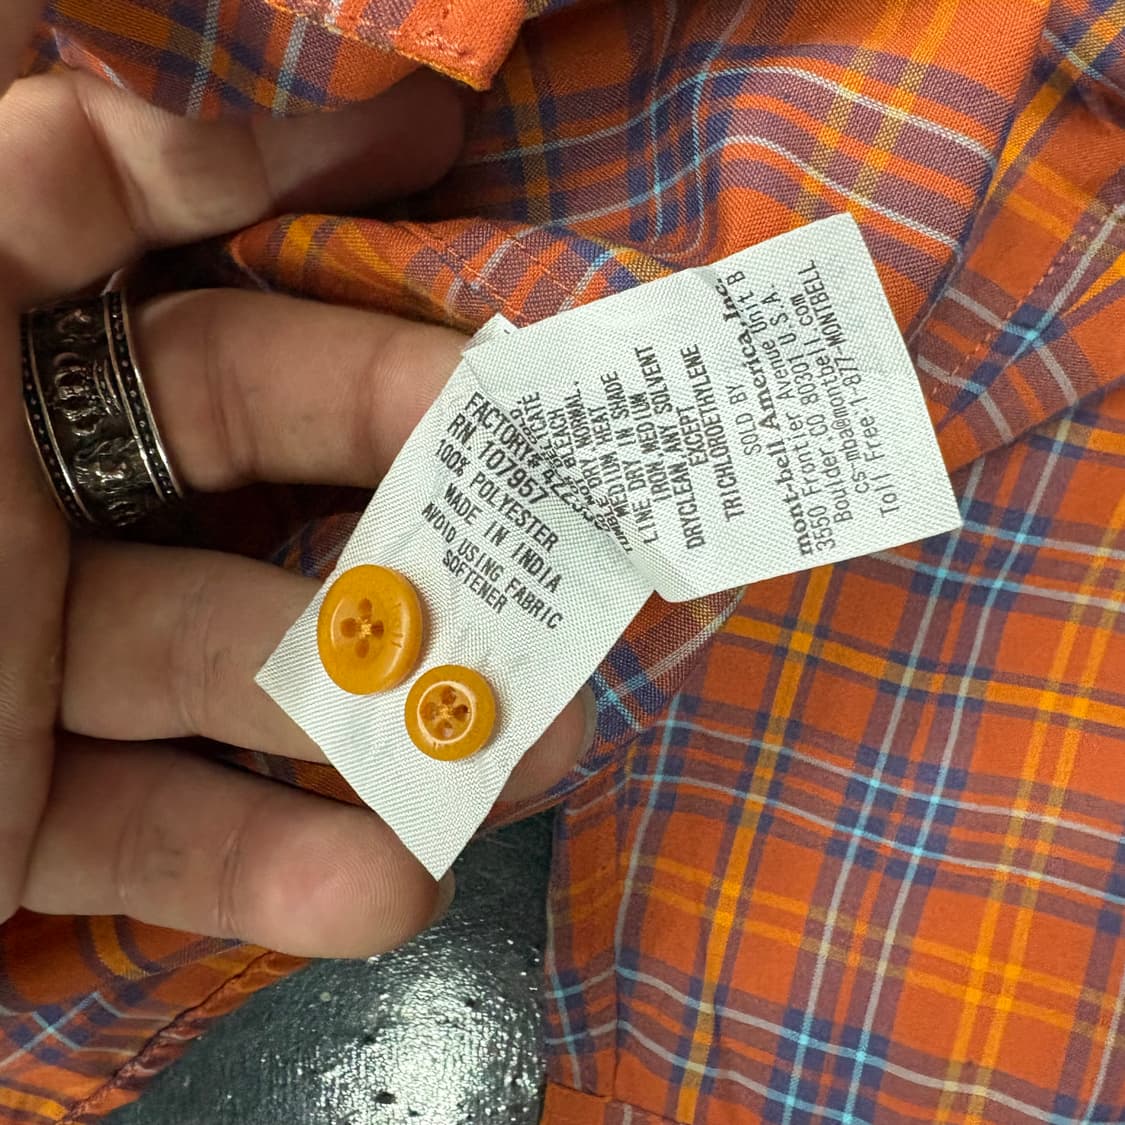 FACTORY#
RN 107957
100% POLYESTER
MADE IN INDIA
AVOID USING FABRIC
SOFTENER
BLEACH
DRY, NORMAL,
MEDIUM HEAT
LINE DRY IN SHADE
IRON MEDIUM
DRYCLEAN ANY SOLVENT
EXCEPT
TRICHLOROETHYLENE
SOLD BY
mont-bell America, Inc.
3550 Frontier Avenue Unit B
Boulder, CO 80301 U.S.A.
cs-mba@montbell.com
Toll Free:1-877 MONTBELL